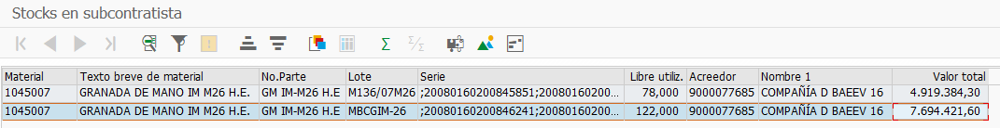 Stocks en subcontratista
Material Texto breve de material No.Parte Lote Serie Libre utiliz. Acreedor Nombre 1 Valor total
1045007 GRANADA DE MANO IM M26 H.E. GM IM-M26 H.E M136/07M26 ;20080160200845851;20080160200... 78,000 9000077685 COMPAÑÍA D BAEEV 16 4.919.384,30
1045007 GRANADA DE MANO IM M26 H.E. GM IM-M26 H.E MBCGIM-26 ;20080160200846241;20080160200... 122,000 9000077685 COMPAÑÍA D BAEEV 16 7.694.421,60